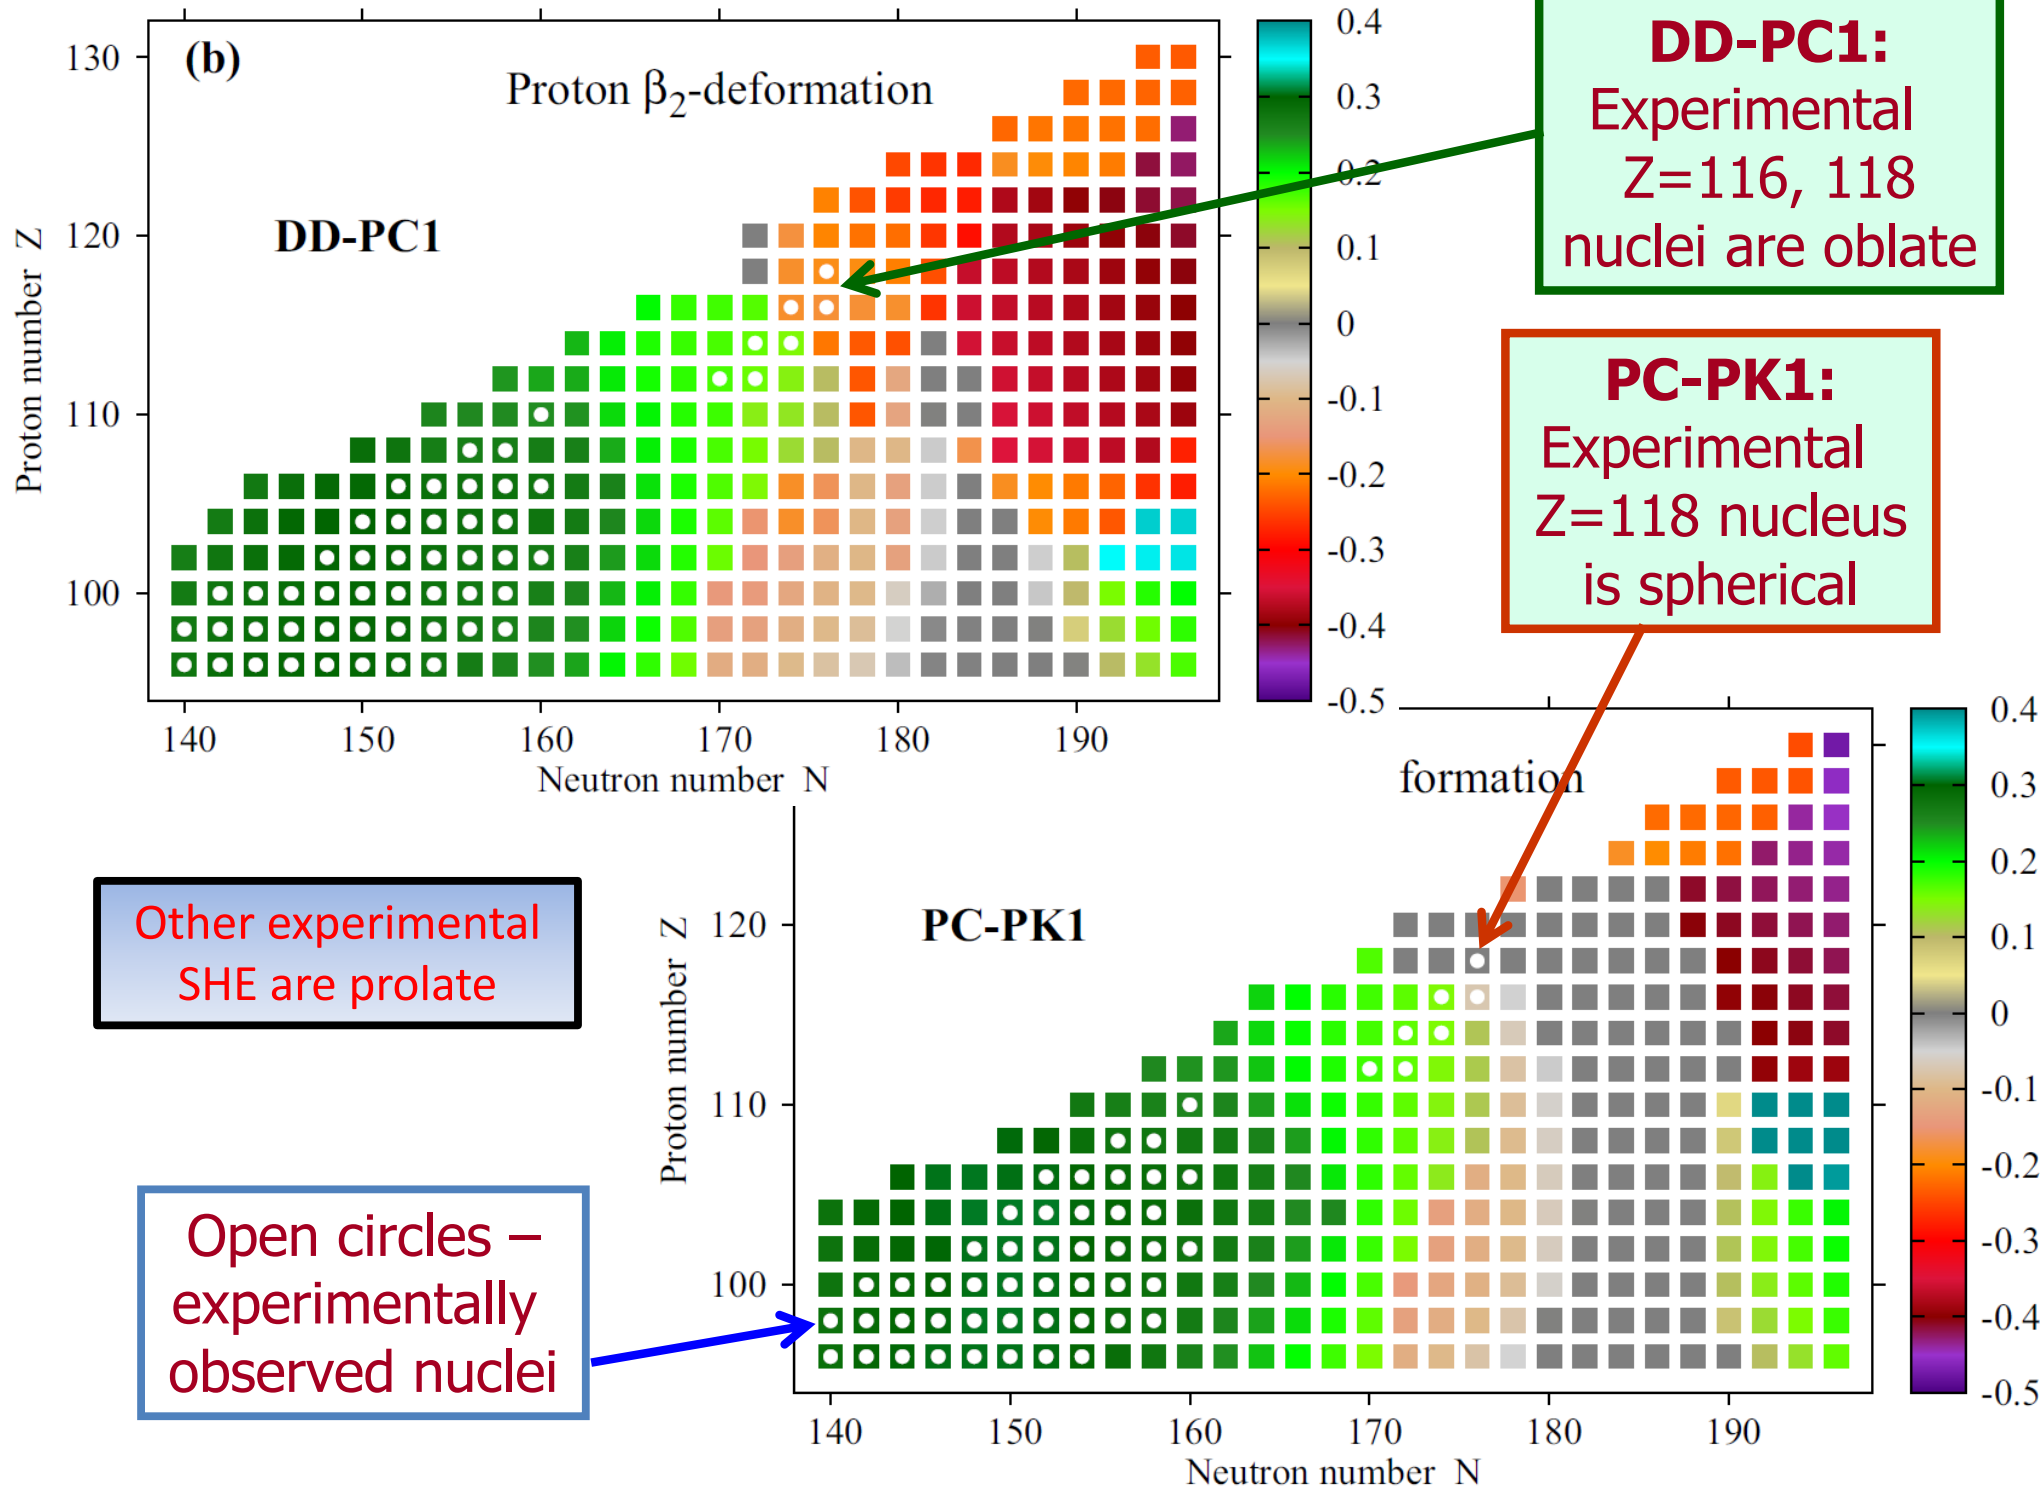 (b)
Proton β₂-deformation
DD-PC1
Proton number Z
130
120
110
100
140 150 160 170 180 190
Neutron number N
0.4
0.3
0.2
0.1
0
-0.1
-0.2
-0.3
-0.4
-0.5
DD-PC1:
Experimental
Z=116, 118
nuclei are oblate
PC-PK1:
Experimental
Z=118 nucleus
is spherical
Other experimental
SHE are prolate
Open circles –
experimentally
observed nuclei
formation
PC-PK1
Proton number Z
120
110
100
140 150 160 170 180 190
Neutron number N
0.4
0.3
0.2
0.1
0
-0.1
-0.2
-0.3
-0.4
-0.5